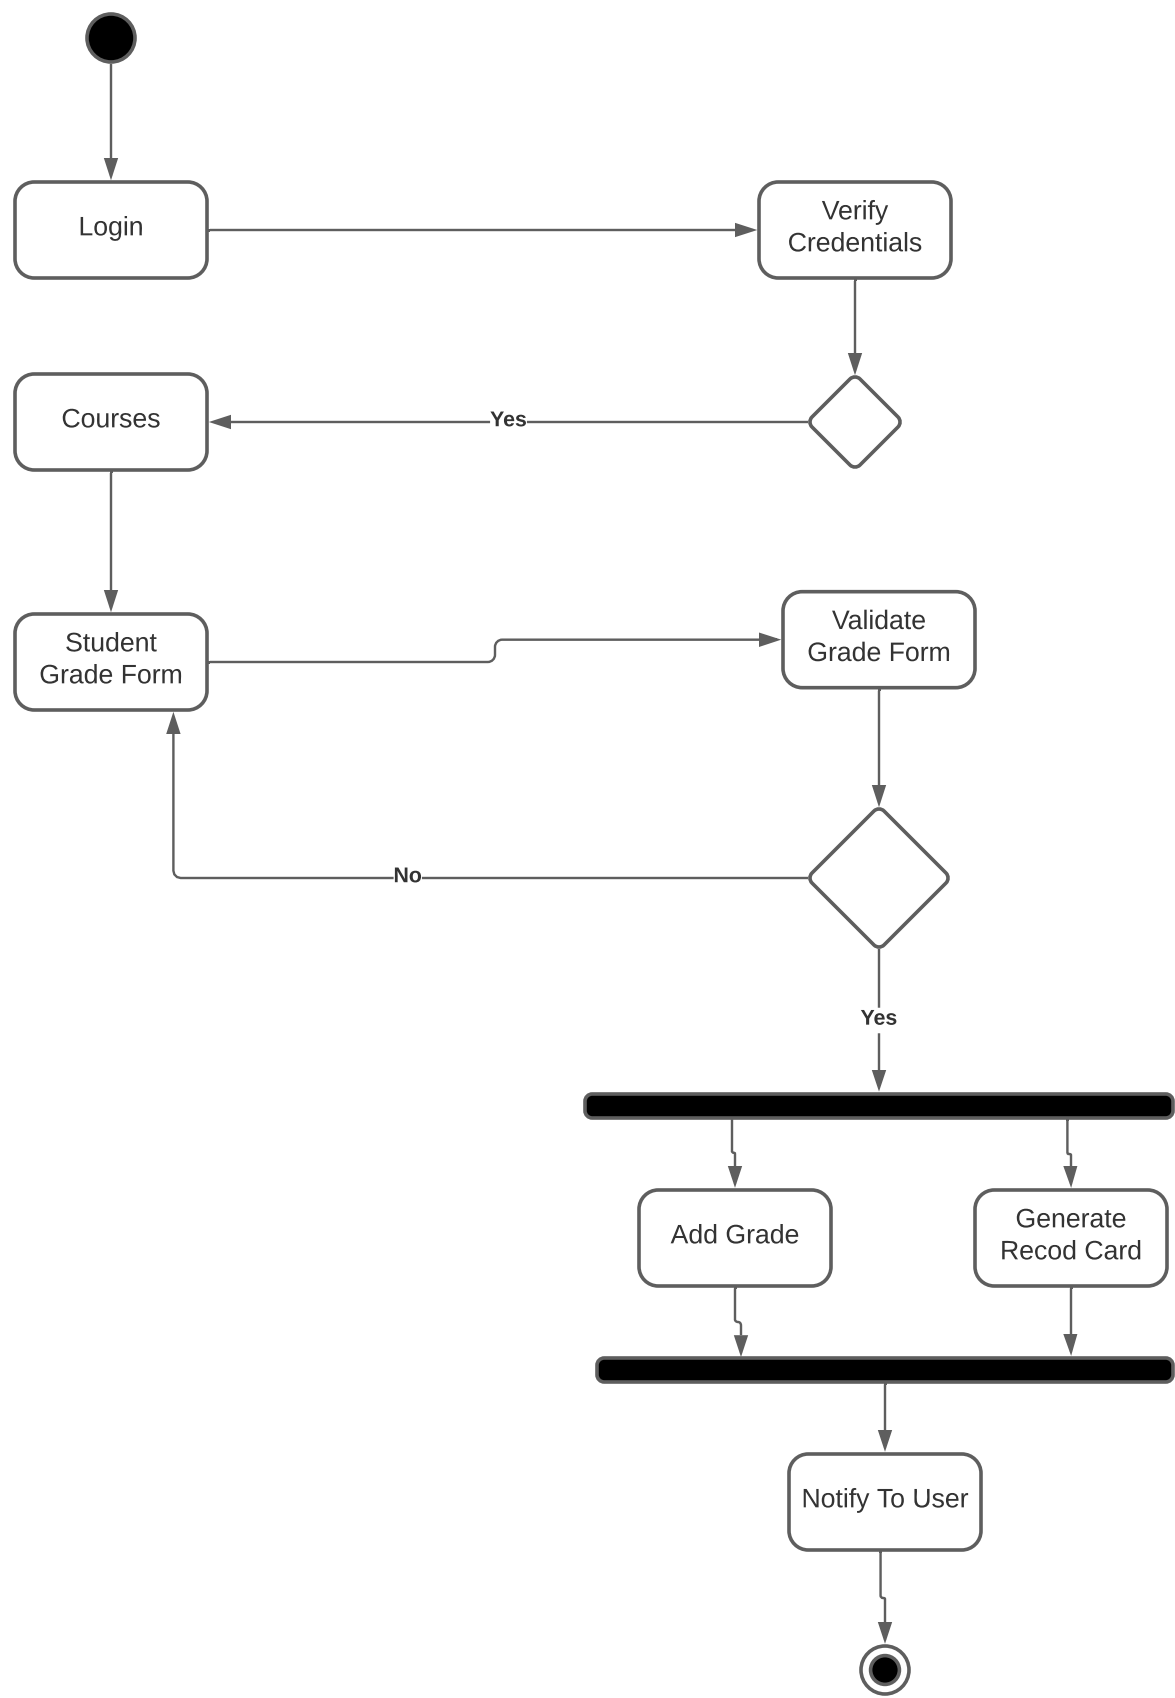 Login
Verify
Credentials
Courses
Yes
Student
Grade Form
Validate
Grade Form
No
Yes
Add Grade
Generate
Recod Card
Notify To User